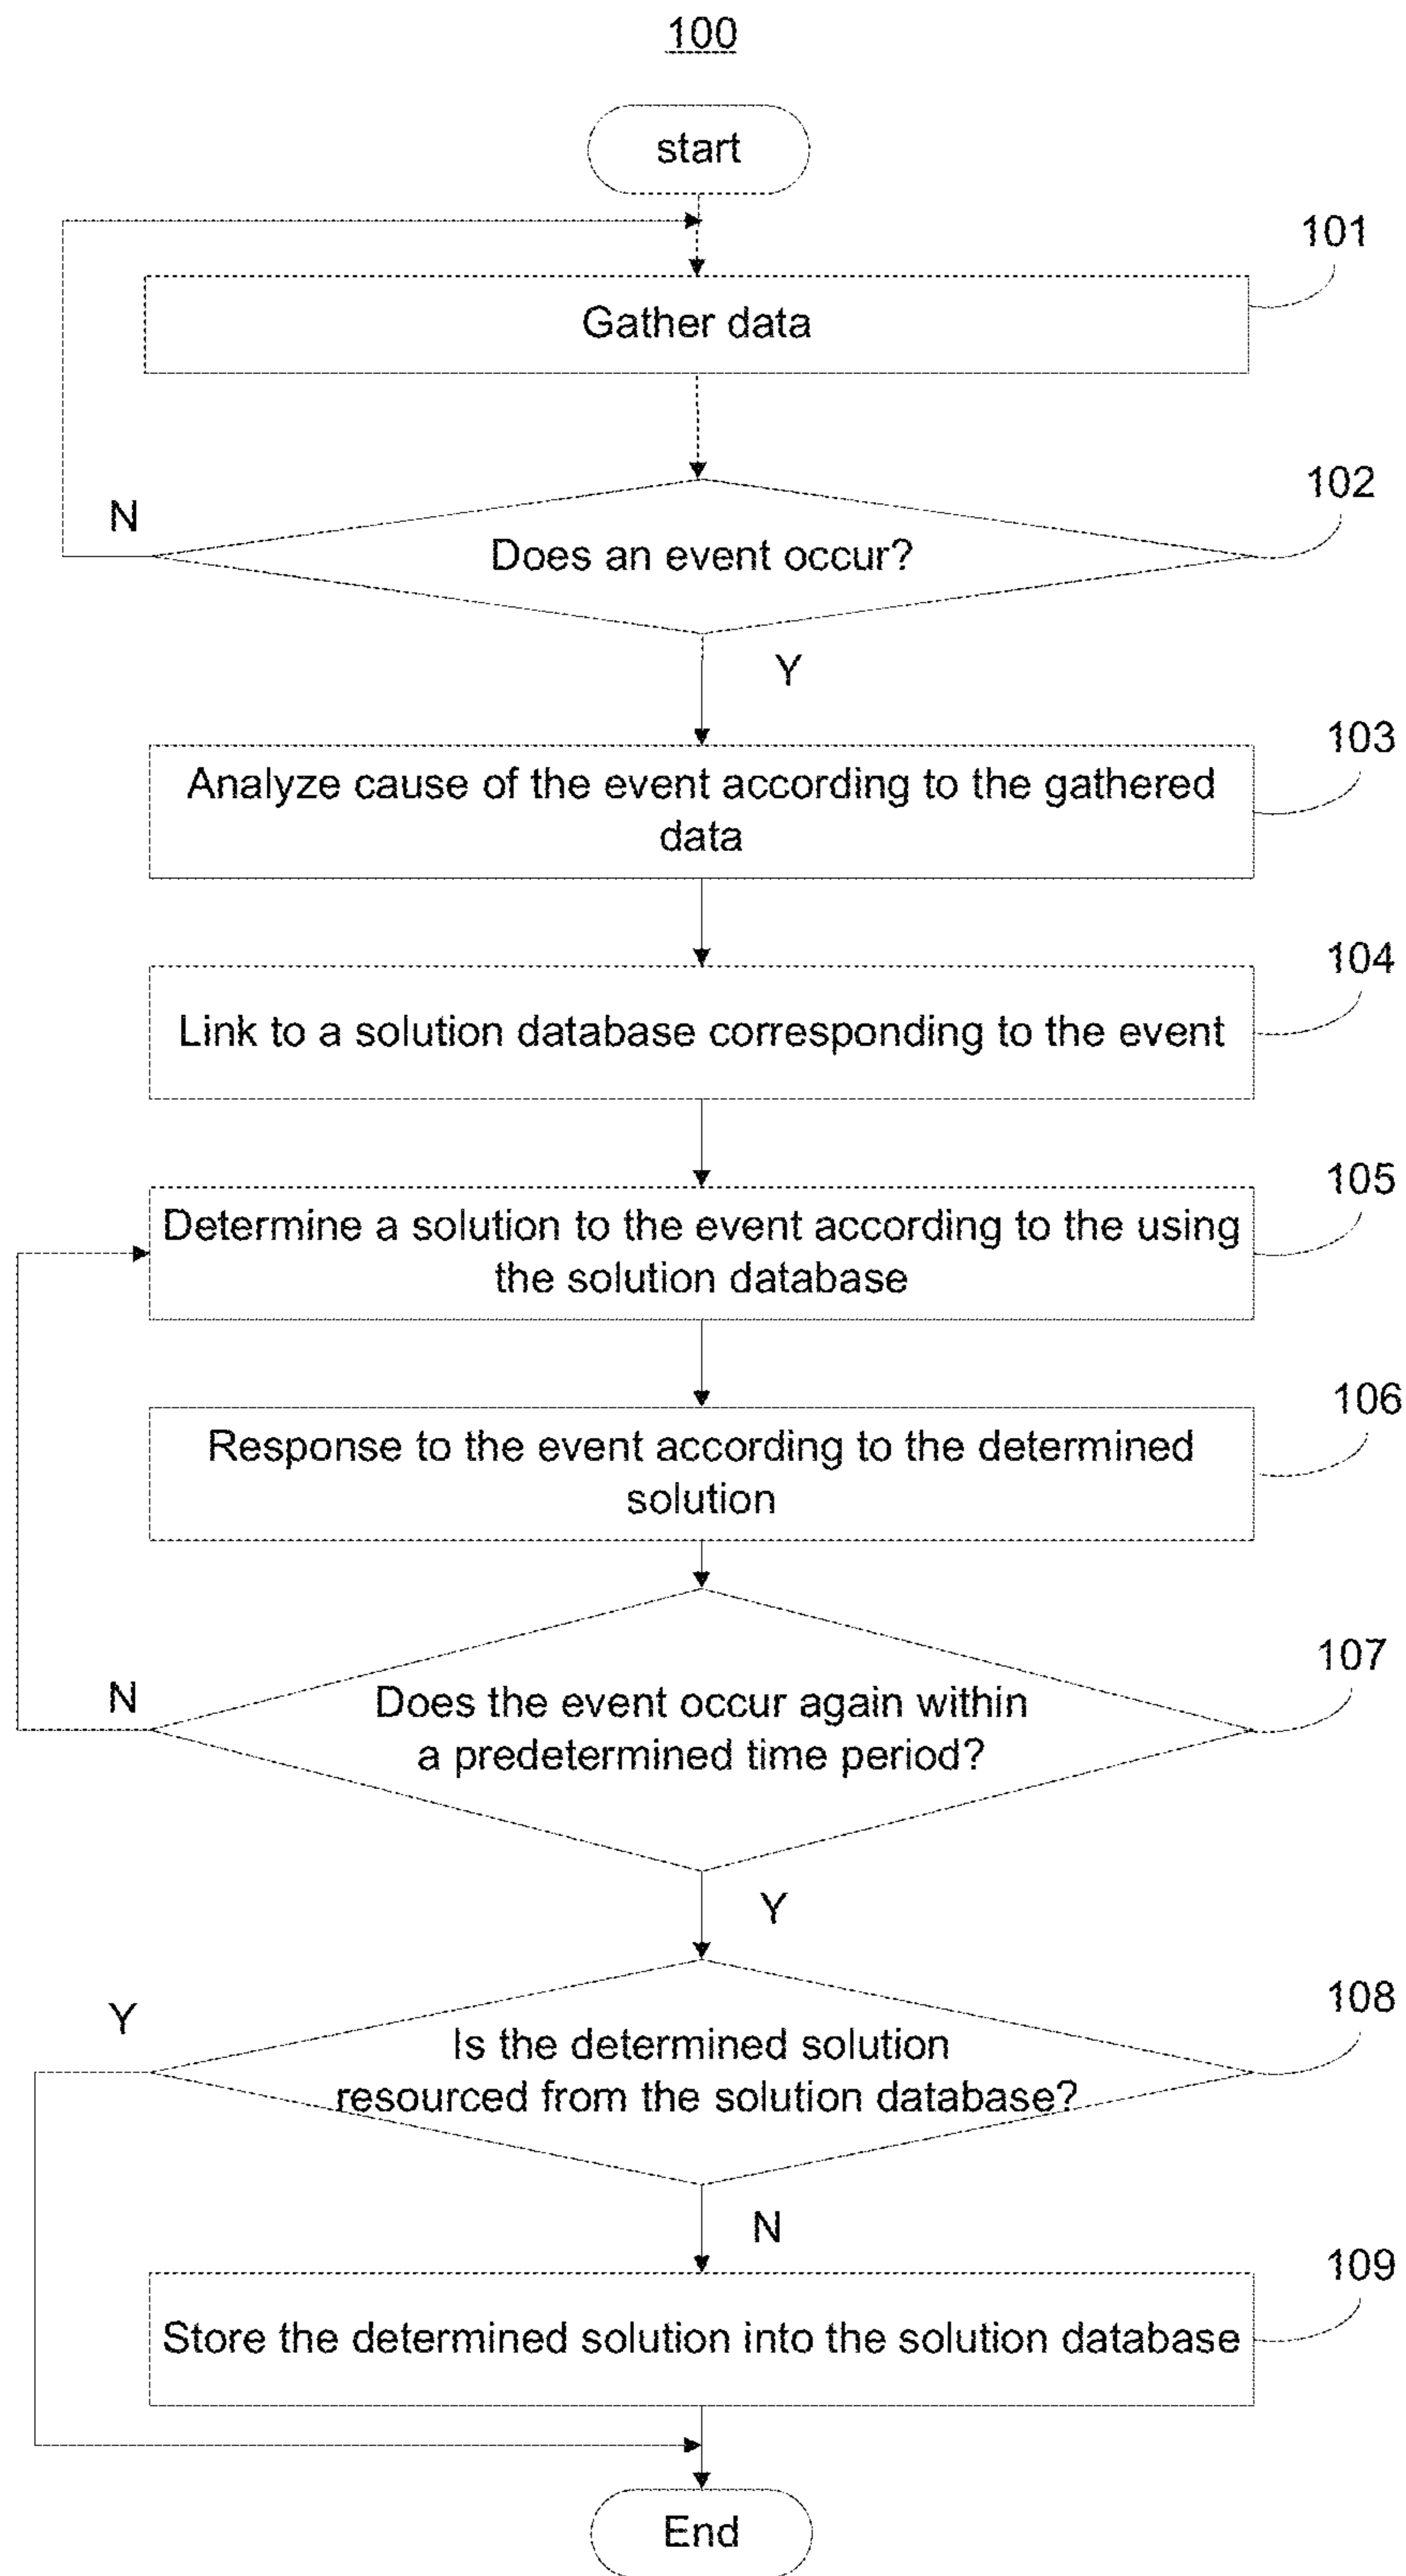 100
start
101
Gather data
102
N
Does an event occur?
Y
103
Analyze cause of the event according to the gathered
data
104
Link to a solution database corresponding to the event
105
Determine a solution to the event according to the using
the solution database
106
Response to the event according to the determined
solution
107
N
Does the event occur again within
a predetermined time period?
Y
108
Y
Is the determined solution
resourced from the solution database?
N
109
Store the determined solution into the solution database
End